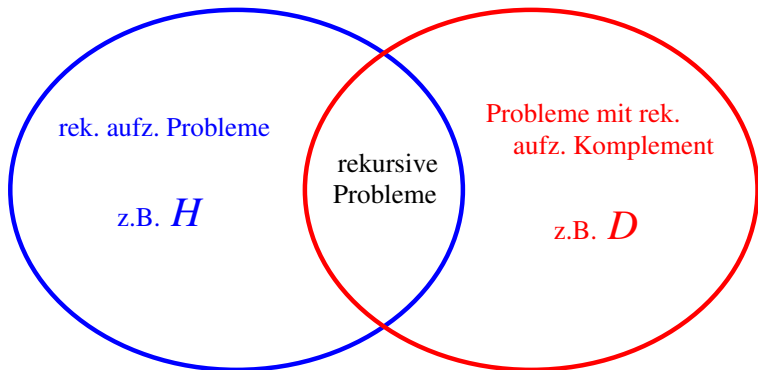 rek. aufz. Probleme
z.B. H
rekursive
Probleme
Probleme mit rek.
aufz. Komplement
z.B. D